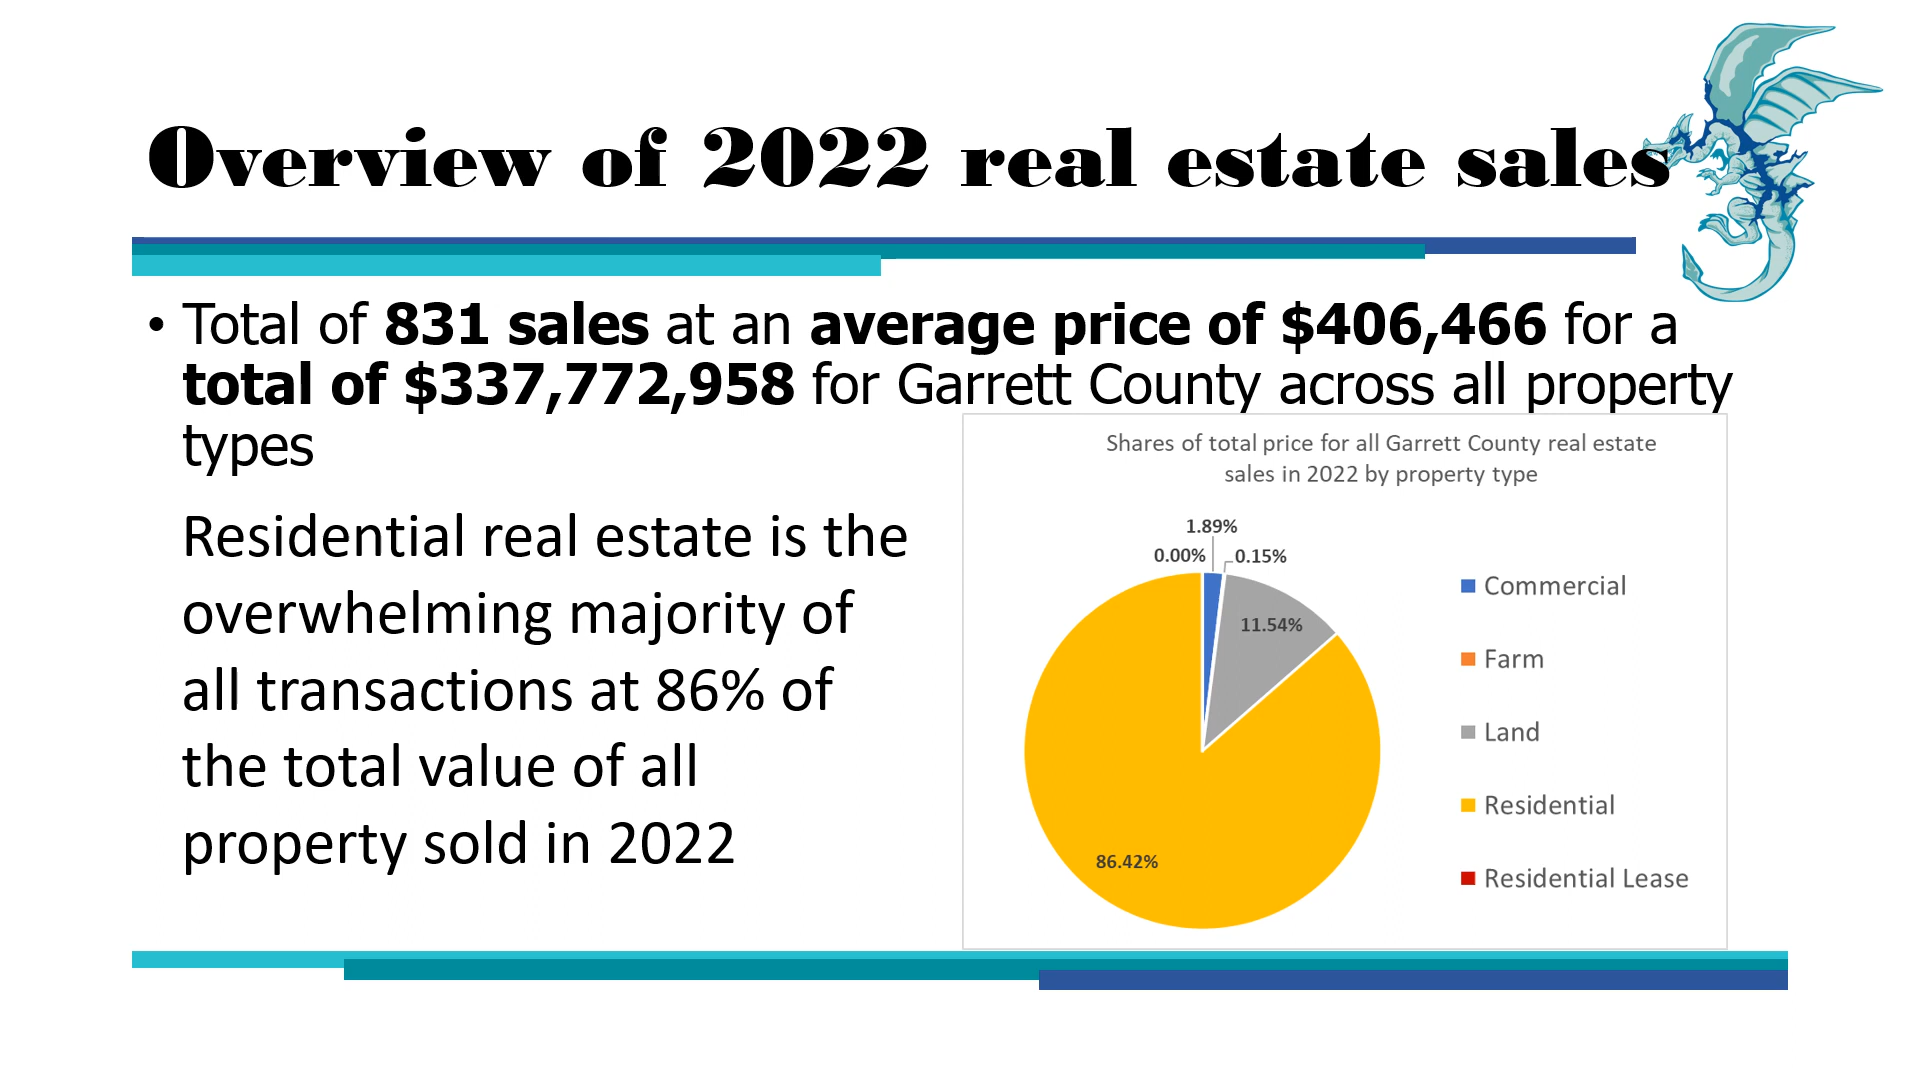 Overview of 2022 real estate sales
• Total of 831 sales at an average price of $406,466 for a
total of $337,772,958 for Garrett County across all property
types
Residential real estate is the
overwhelming majority of
all transactions at 86% of
the total value of all
property sold in 2022
Shares of total price for all Garrett County real estate
sales in 2022 by property type
1.89%
0.00% 0.15%
11.54%
86.42%
Commercial
Farm
Land
Residential
Residential Lease